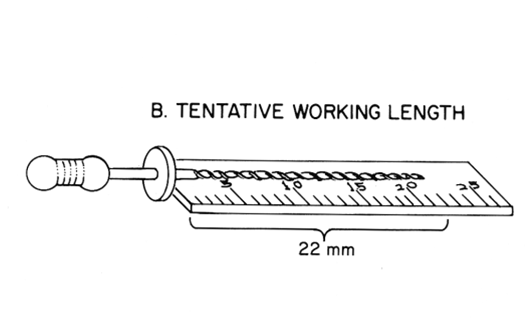 B. TENTATIVE WORKING LENGTH
5 10 15 20 25
22 mm